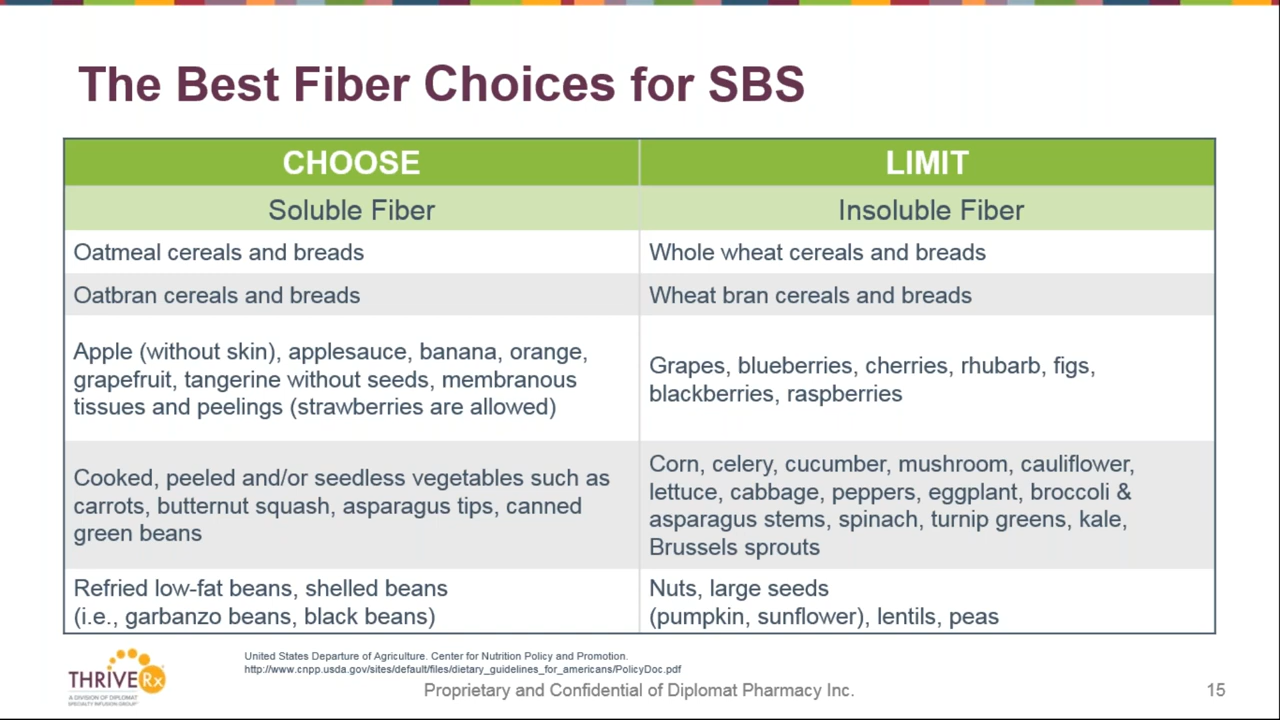 The Best Fiber Choices for SBS
CHOOSE
LIMIT
Soluble Fiber
Insoluble Fiber
Oatmeal cereals and breads
Whole wheat cereals and breads
Oatbran cereals and breads
Wheat bran cereals and breads
Apple (without skin), applesauce, banana, orange,
grapefruit, tangerine without seeds, membranous
tissues and peelings (strawberries are allowed)
Grapes, blueberries, cherries, rhubarb, figs,
blackberries, raspberries
Cooked, peeled and/or seedless vegetables such as
carrots, butternut squash, asparagus tips, canned
green beans
Corn, celery, cucumber, mushroom, cauliflower,
lettuce, cabbage, peppers, eggplant, broccoli &
asparagus stems, spinach, turnip greens, kale,
Brussels sprouts
Refried low-fat beans, shelled beans
(i.e., garbanzo beans, black beans)
Nuts, large seeds
(pumpkin, sunflower), lentils, peas
THRIVERx
A DIVISION OF DIPLOMAT
SPECIALTY INFUSION GROUP
United States Departure of Agriculture. Center for Nutrition Policy and Promotion.
http://www.cnpp.usda.gov/sites/default/files/dietary_guidelines_for_americans/PolicyDoc.pdf
Proprietary and Confidential of Diplomat Pharmacy Inc.
15